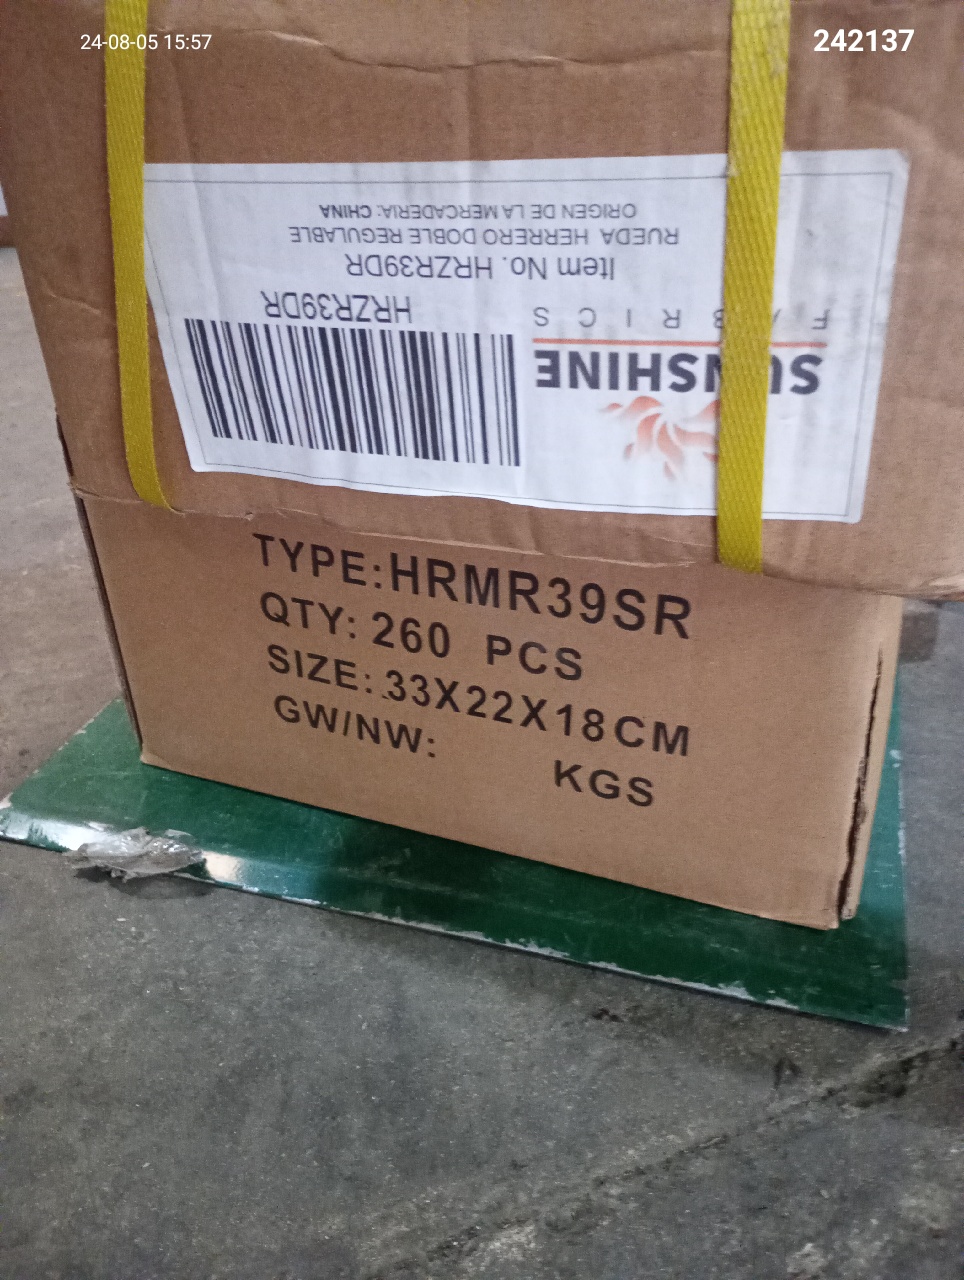 24-08-05 15:57
242137
ORIGEN DE LA MERCADERIA: CHINA
RUEDA HERRERO DOBLE REGULABLE
Item No. HRZR39DR
HRZR39DR
FABRICS
SUNSHINE
TYPE:HRMR39SR
QTY: 260 PCS
SIZE: 33X22X18CM
GW/NW: KGS